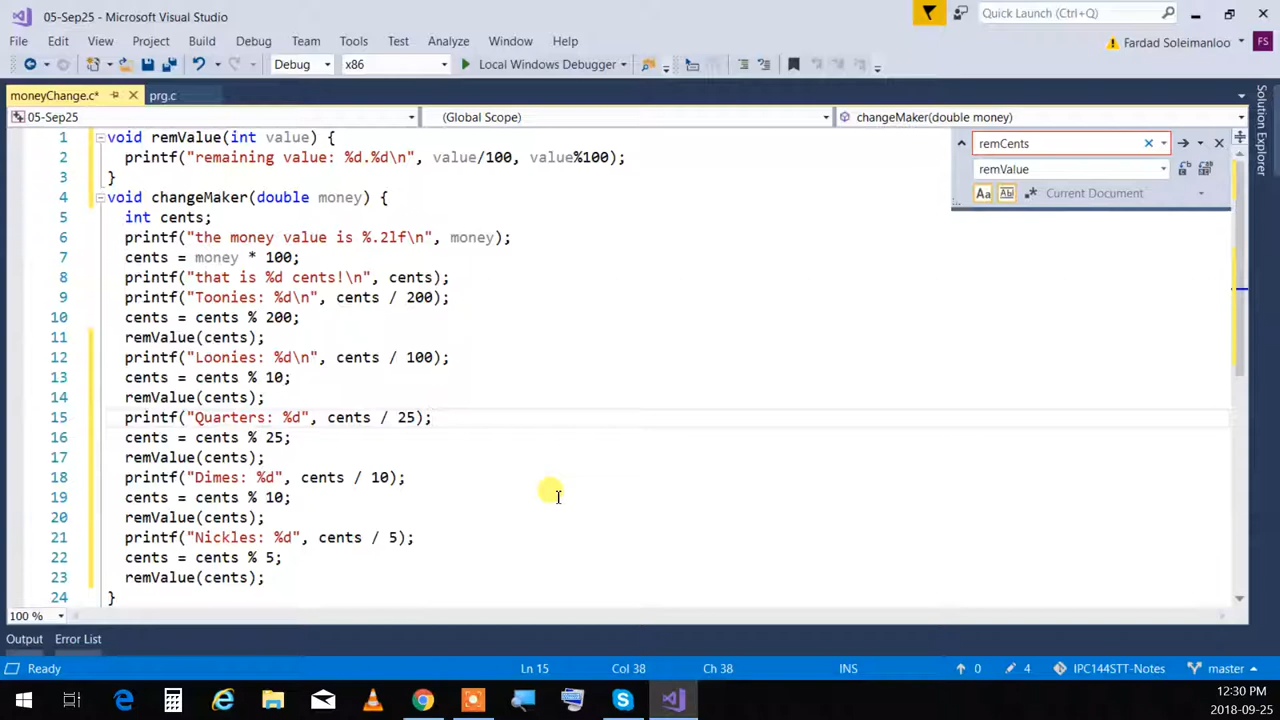 05-Sep25 - Microsoft Visual Studio
Quick Launch (Ctrl+Q)
File Edit View Project Build Debug Team Tools Test Analyze Window Help
Fardad Soleimanloo FS
Debug x86 Local Windows Debugger
moneyChange.c* prg.c
05-Sep25 (Global Scope) changeMaker(double money)
Solution Explorer
remCents
remValue
Aa Ab Current Document
1 void remValue(int value) {
2 printf("remaining value: %d.%d\n", value/100, value%100);
3 }
4 void changeMaker(double money) {
5 int cents;
6 printf("the money value is %.2lf\n", money);
7 cents = money * 100;
8 printf("that is %d cents!\n", cents);
9 printf("Toonies: %d\n", cents / 200);
10 cents = cents % 200;
11 remValue(cents);
12 printf("Loonies: %d\n", cents / 100);
13 cents = cents % 10;
14 remValue(cents);
15 printf("Quarters: %d", cents / 25);
16 cents = cents % 25;
17 remValue(cents);
18 printf("Dimes: %d", cents / 10);
19 cents = cents % 10;
20 remValue(cents);
21 printf("Nickles: %d", cents / 5);
22 cents = cents % 5;
23 remValue(cents);
24 }
100 %
Output Error List
Ready Ln 15 Col 38 Ch 38 INS 0 4 IPC144STT-Notes master
12:30 PM
2018-09-25